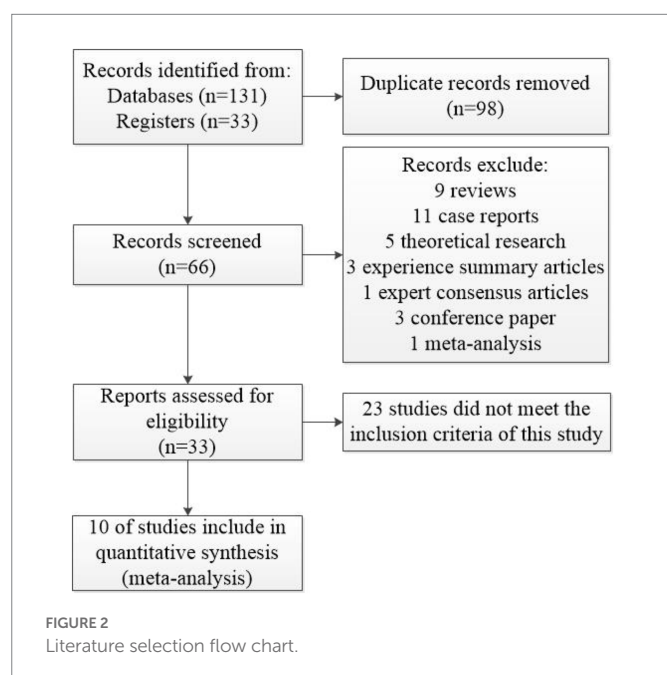 Records identified from:
Databases (n=131)
Registers (n=33)
Duplicate records removed
(n=98)
Records screened
(n=66)
Records exclude:
9 reviews
11 case reports
5 theoretical research
3 experience summary articles
1 expert consensus articles
3 conference paper
1 meta-analysis
Reports assessed for
eligibility
(n=33)
23 studies did not meet the
inclusion criteria of this study
10 of studies include in
quantitative synthesis
(meta-analysis)
FIGURE 2
Literature selection flow chart.